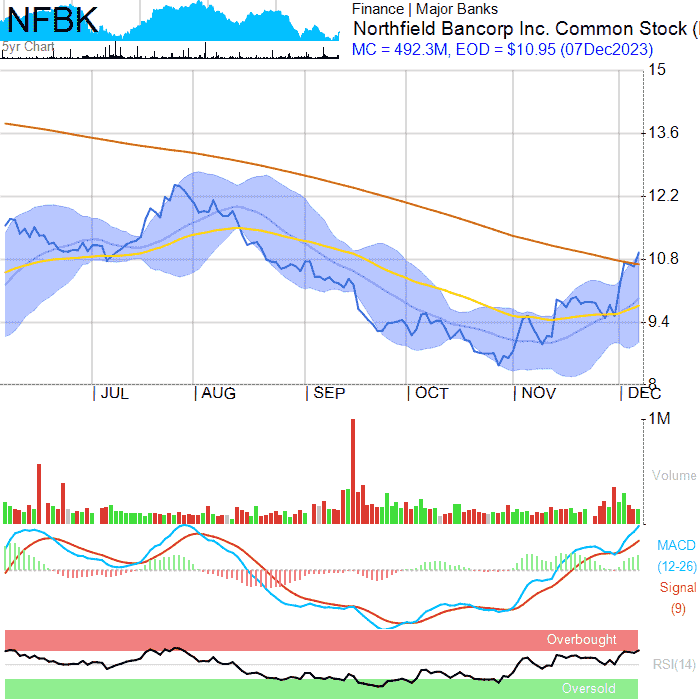 NFBK
5yr Chart
Finance | Major Banks
Northfield Bancorp Inc. Common Stock (
MC = 492.3M, EOD = $10.95 (07Dec2023)
15
13.6
12.2
10.8
9.4
8
JUL
AUG
SEP
OCT
NOV
DEC
1M
Volume
MACD
(12-26)
Signal
(9)
Overbought
RSI(14)
Oversold